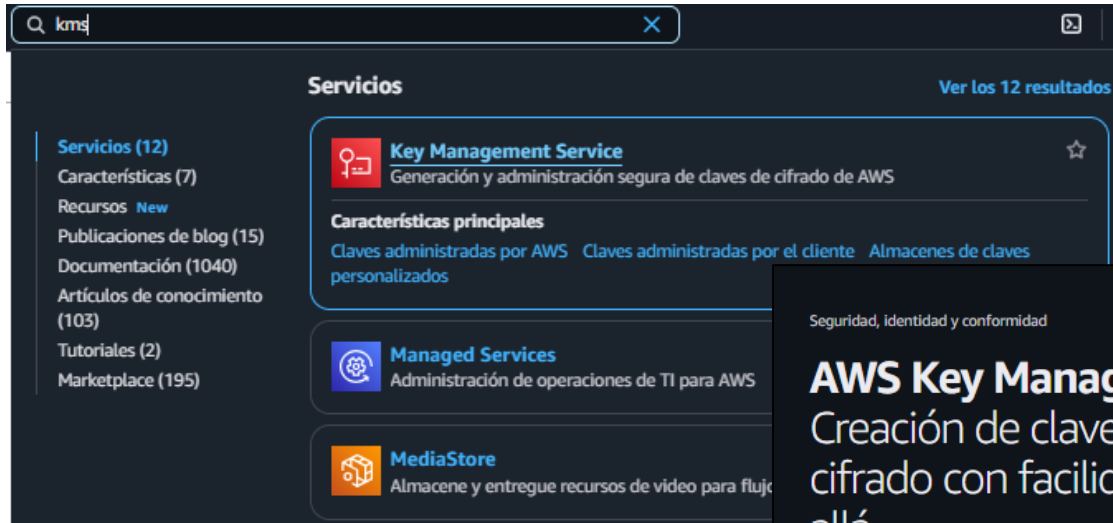 kms
Servicios
Ver los 12 resultados
Servicios (12)
Características (7)
Recursos New
Publicaciones de blog (15)
Documentación (1040)
Artículos de conocimiento
(103)
Tutoriales (2)
Marketplace (195)
Key Management Service
Generación y administración segura de claves de cifrado de AWS
Características principales
Claves administradas por AWS Claves administradas por el cliente Almacenes de claves
personalizados
Managed Services
Administración de operaciones de TI para AWS
MediaStore
Almacene y entregue recursos de video para
Seguridad, identidad y conformidad
AWS Key
Creación de
cifrado con